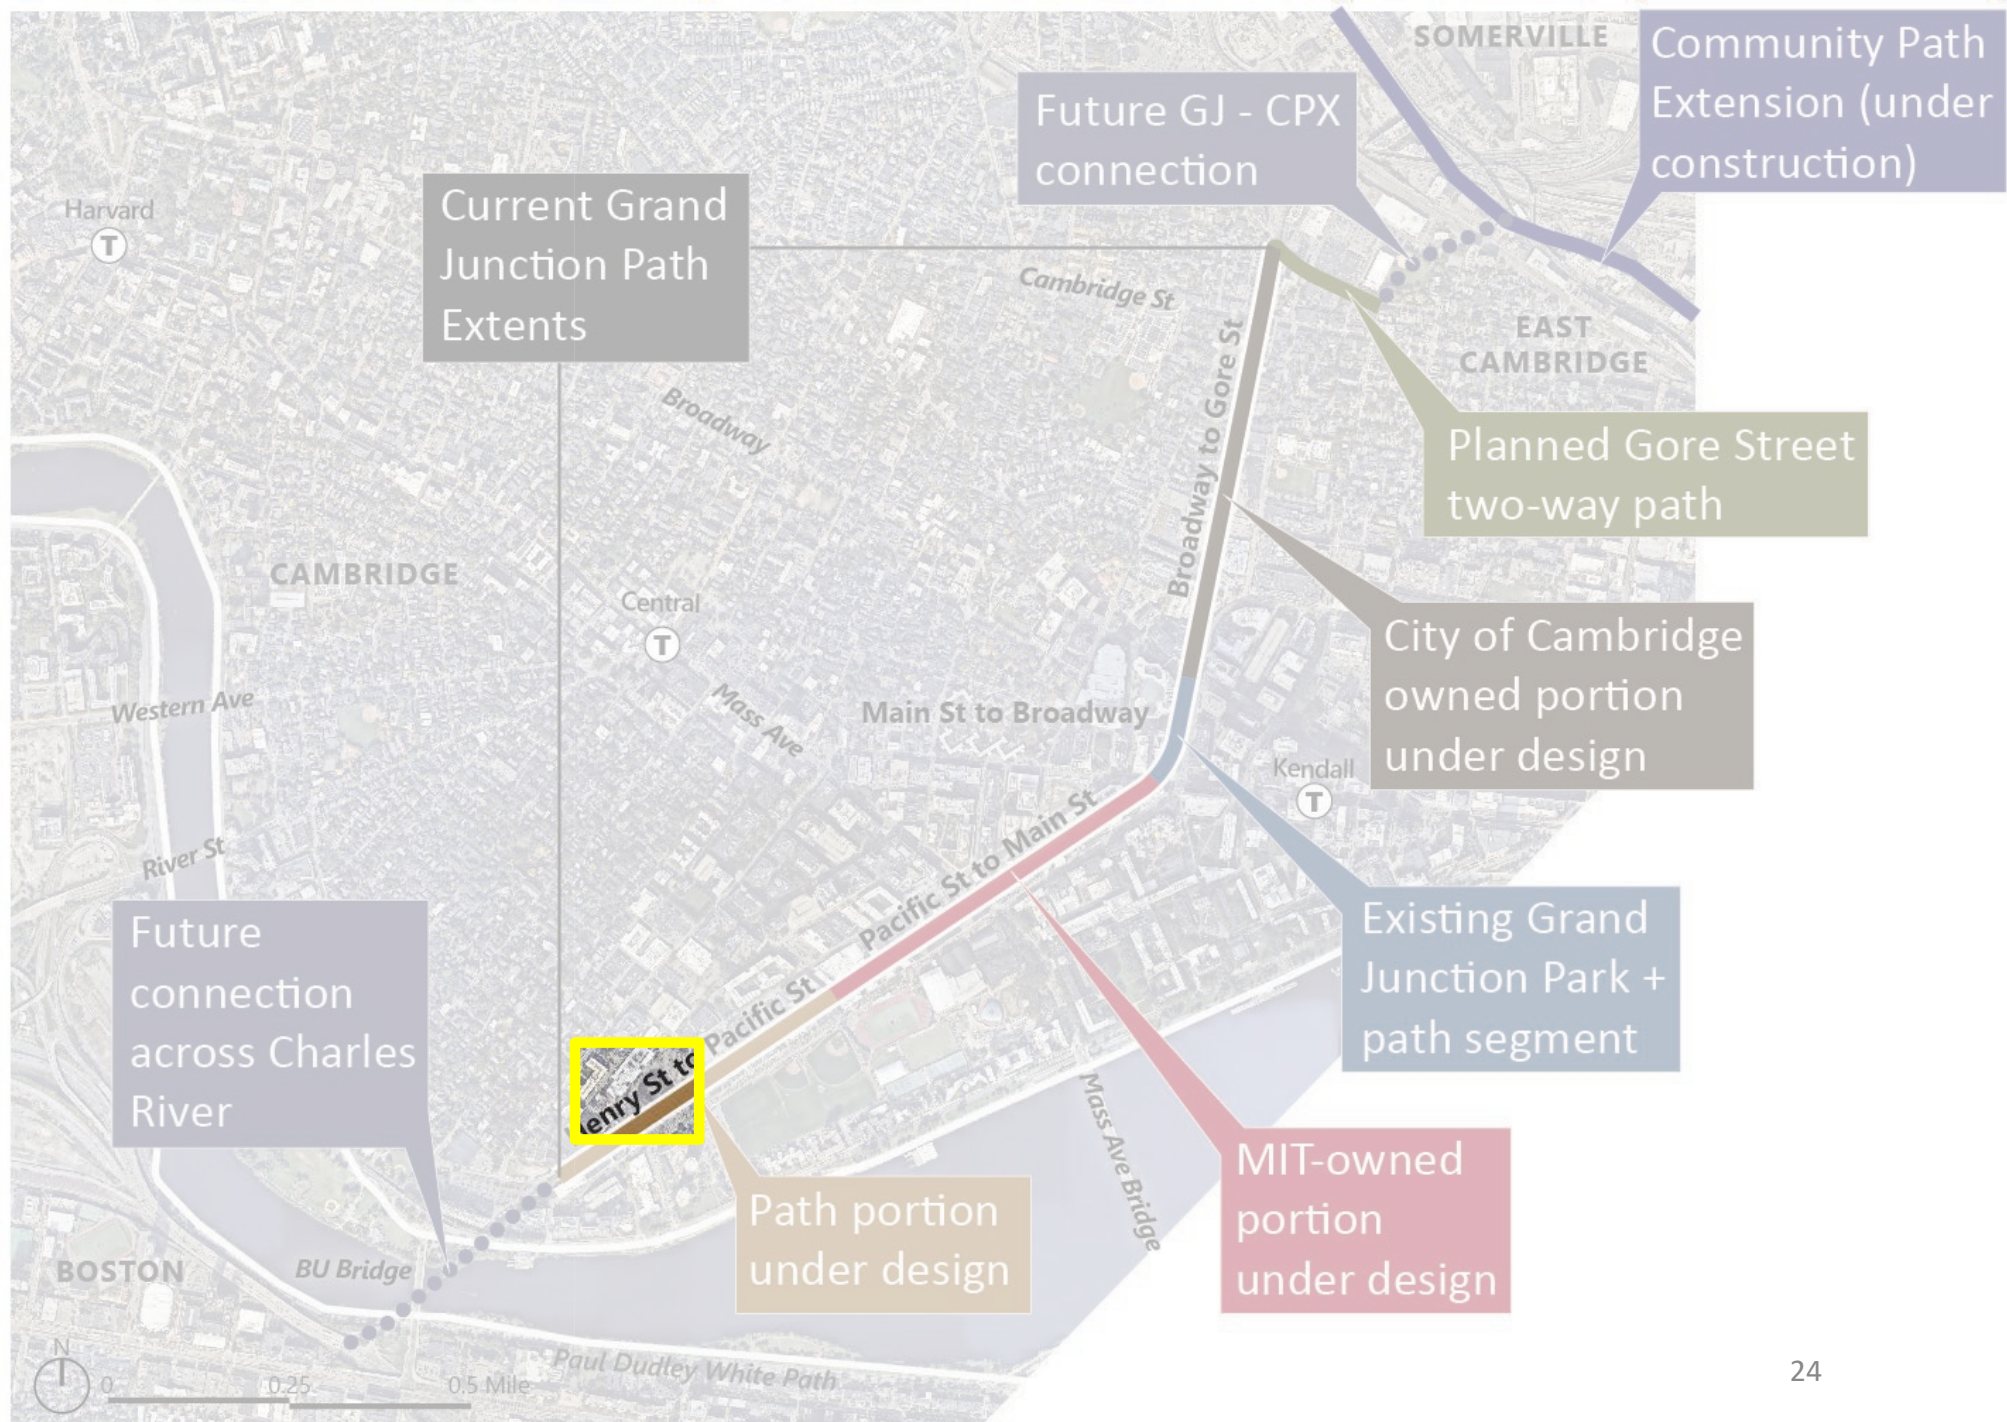 SOMERVILLE
Community Path
Extension (under
construction)
Future GJ - CPX
connection
Current Grand
Junction Path
Extents
Harvard
T
Cambridge St
EAST
CAMBRIDGE
Broadway
Broadway to Gore St
Planned Gore Street
two-way path
CAMBRIDGE
Central
T
City of Cambridge
owned portion
under design
Western Ave
Mass Ave
Main St to Broadway
Kendall
T
River St
Pacific St to Main St
Existing Grand
Junction Park +
path segment
Future
connection
across Charles
River
Henry St to Pacific St
Mass Ave Bridge
MIT-owned
portion
under design
Path portion
under design
BOSTON
BU Bridge
Paul Dudley White Path
N
0 0.25 0.5 Mile
24